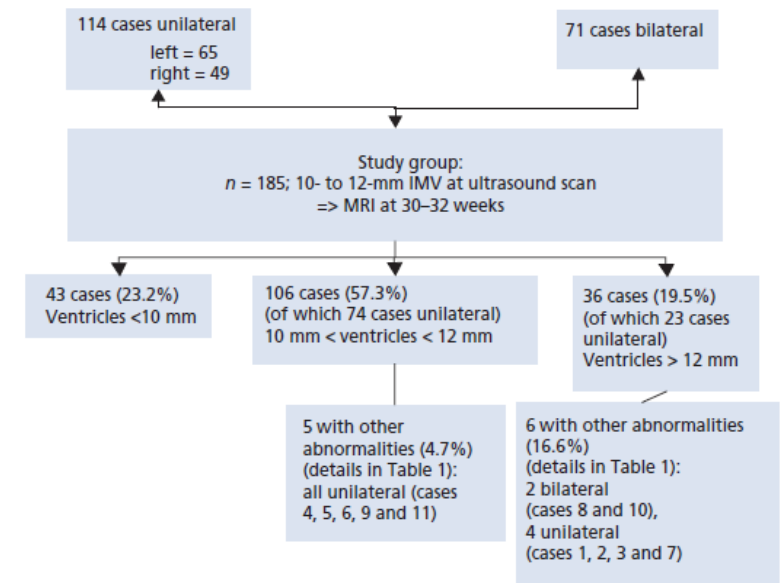 114 cases unilateral
left = 65
right = 49
71 cases bilateral
Study group:
n = 185; 10- to 12-mm IMV at ultrasound scan
=> MRI at 30–32 weeks
43 cases (23.2%)
Ventricles <10 mm
106 cases (57.3%)
(of which 74 cases unilateral)
10 mm < ventricles < 12 mm
36 cases (19.5%)
(of which 23 cases
unilateral)
Ventricles > 12 mm
5 with other
abnormalities (4.7%)
(details in Table 1):
all unilateral (cases
4, 5, 6, 9 and 11)
6 with other abnormalities
(16.6%)
(details in Table 1):
2 bilateral
(cases 8 and 10),
4 unilateral
(cases 1, 2, 3 and 7)